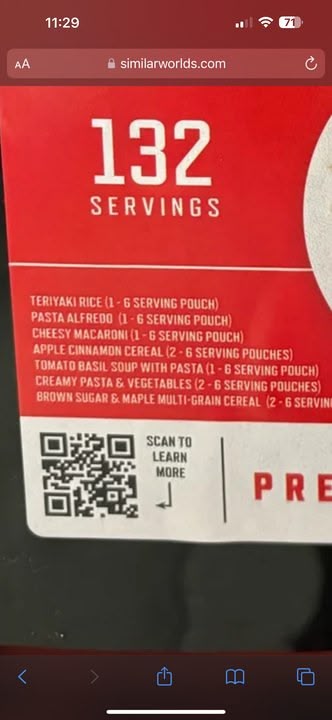 11:29
71
AA
similarworlds.com
132
SERVINGS
TERIYAKI RICE (1 - 6 SERVING POUCH)
PASTA ALFREDO (1 - 6 SERVING POUCH)
CHEESY MACARONI (1 - 6 SERVING POUCH)
APPLE CINNAMON CEREAL (2 - 6 SERVING POUCHES)
TOMATO BASIL SOUP WITH PASTA (1 - 6 SERVING POUCH)
CREAMY PASTA & VEGETABLES (2 - 6 SERVING POUCHES)
BROWN SUGAR & MAPLE MULTI-GRAIN CEREAL (2 - 6 SERVIN
SCAN TO
LEARN
MORE
PRE